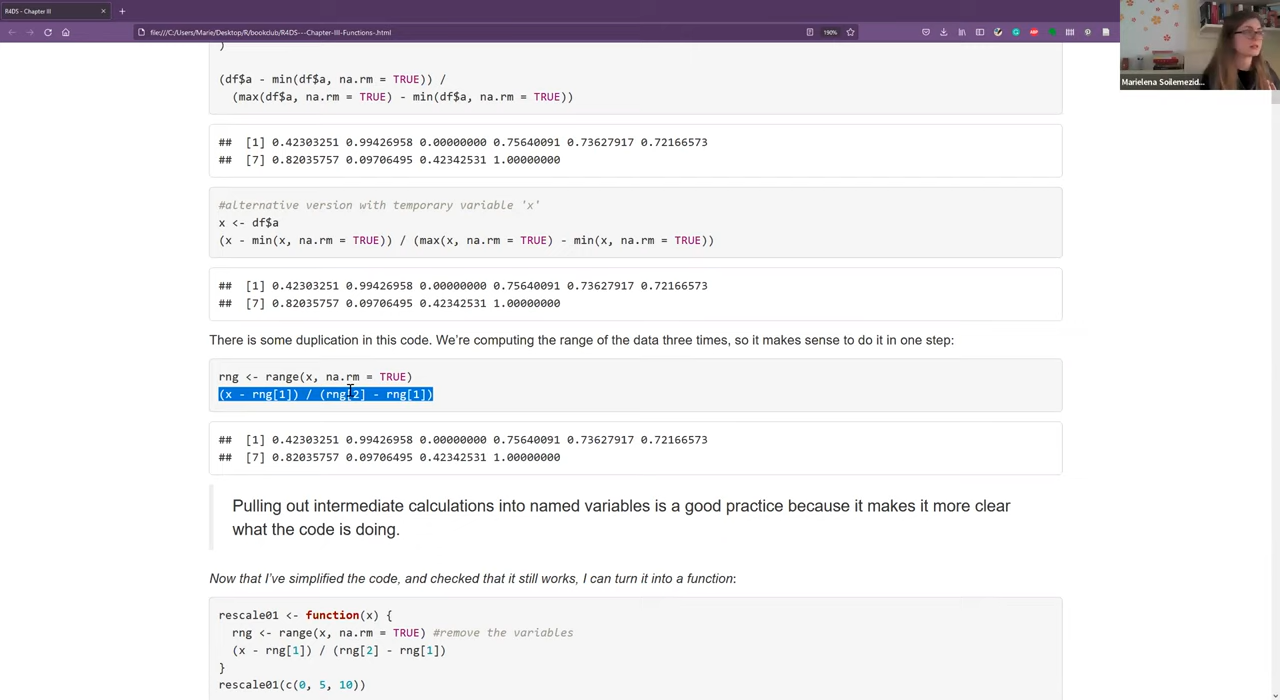 R4DS - Chapter III
file:///C:/Users/Marie/Desktop/R/bookclub/R4DS---Chapter-III-Functions-.html
190%
)
(df$a - min(df$a, na.rm = TRUE)) /
(max(df$a, na.rm = TRUE) - min(df$a, na.rm = TRUE))
## [1] 0.42303251 0.99426958 0.00000000 0.75640091 0.73627917 0.72166573
## [7] 0.82035757 0.09706495 0.42342531 1.00000000
#alternative version with temporary variable 'x'
x <- df$a
(x - min(x, na.rm = TRUE)) / (max(x, na.rm = TRUE) - min(x, na.rm = TRUE))
## [1] 0.42303251 0.99426958 0.00000000 0.75640091 0.73627917 0.72166573
## [7] 0.82035757 0.09706495 0.42342531 1.00000000
There is some duplication in this code. We're computing the range of the data three times, so it makes sense to do it in one step:
rng <- range(x, na.rm = TRUE)
(x - rng[1]) / (rng[2] - rng[1])
## [1] 0.42303251 0.99426958 0.00000000 0.75640091 0.73627917 0.72166573
## [7] 0.82035757 0.09706495 0.42342531 1.00000000
Pulling out intermediate calculations into named variables is a good practice because it makes it more clear
what the code is doing.
Now that I've simplified the code, and checked that it still works, I can turn it into a function:
rescale01 <- function(x) {
rng <- range(x, na.rm = TRUE) #remove the variables
(x - rng[1]) / (rng[2] - rng[1])
}
rescale01(c(0, 5, 10))
Marielena Soilemezid...